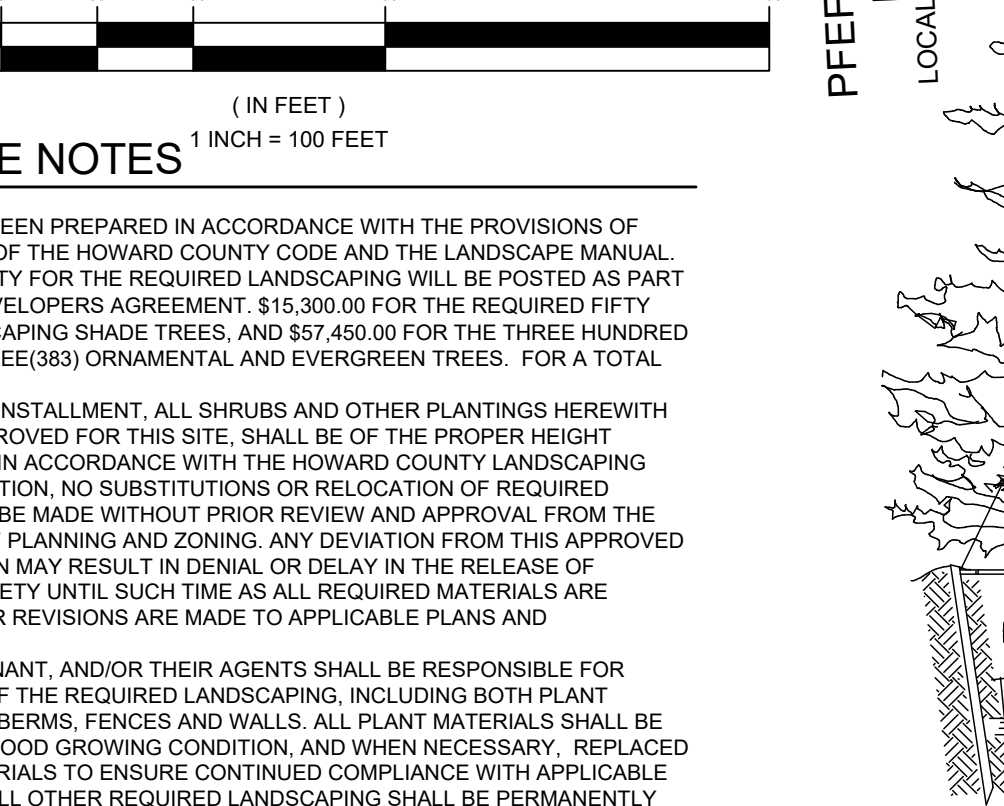 ( IN FEET )
1 INCH = 100 FEET
E NOTES
EEN PREPARED IN ACCORDANCE WITH THE PROVISIONS OF
OF THE HOWARD COUNTY CODE AND THE LANDSCAPE MANUAL.
TY FOR THE REQUIRED LANDSCAPING WILL BE POSTED AS PART
VELOPERS AGREEMENT. $15,300.00 FOR THE REQUIRED FIFTY
CAPING SHADE TREES, AND $57,450.00 FOR THE THREE HUNDRED
EE(383) ORNAMENTAL AND EVERGREEN TREES. FOR A TOTAL
INSTALLMENT, ALL SHRUBS AND OTHER PLANTINGS HEREWITH
ROVED FOR THIS SITE, SHALL BE OF THE PROPER HEIGHT
IN ACCORDANCE WITH THE HOWARD COUNTY LANDSCAPING
TION, NO SUBSTITUTIONS OR RELOCATION OF REQUIRED
BE MADE WITHOUT PRIOR REVIEW AND APPROVAL FROM THE
PLANNING AND ZONING. ANY DEVIATION FROM THIS APPROVED
N MAY RESULT IN DENIAL OR DELAY IN THE RELEASE OF
ETY UNTIL SUCH TIME AS ALL REQUIRED MATERIALS ARE
R REVISIONS ARE MADE TO APPLICABLE PLANS AND
NANT, AND/OR THEIR AGENTS SHALL BE RESPONSIBLE FOR
F THE REQUIRED LANDSCAPING, INCLUDING BOTH PLANT
BERMS, FENCES AND WALLS. ALL PLANT MATERIALS SHALL BE
OOD GROWING CONDITION, AND WHEN NECESSARY, REPLACED
RIALS TO ENSURE CONTINUED COMPLIANCE WITH APPLICABLE
LL OTHER REQUIRED LANDSCAPING SHALL BE PERMANENTLY
PFEF
LOCAL